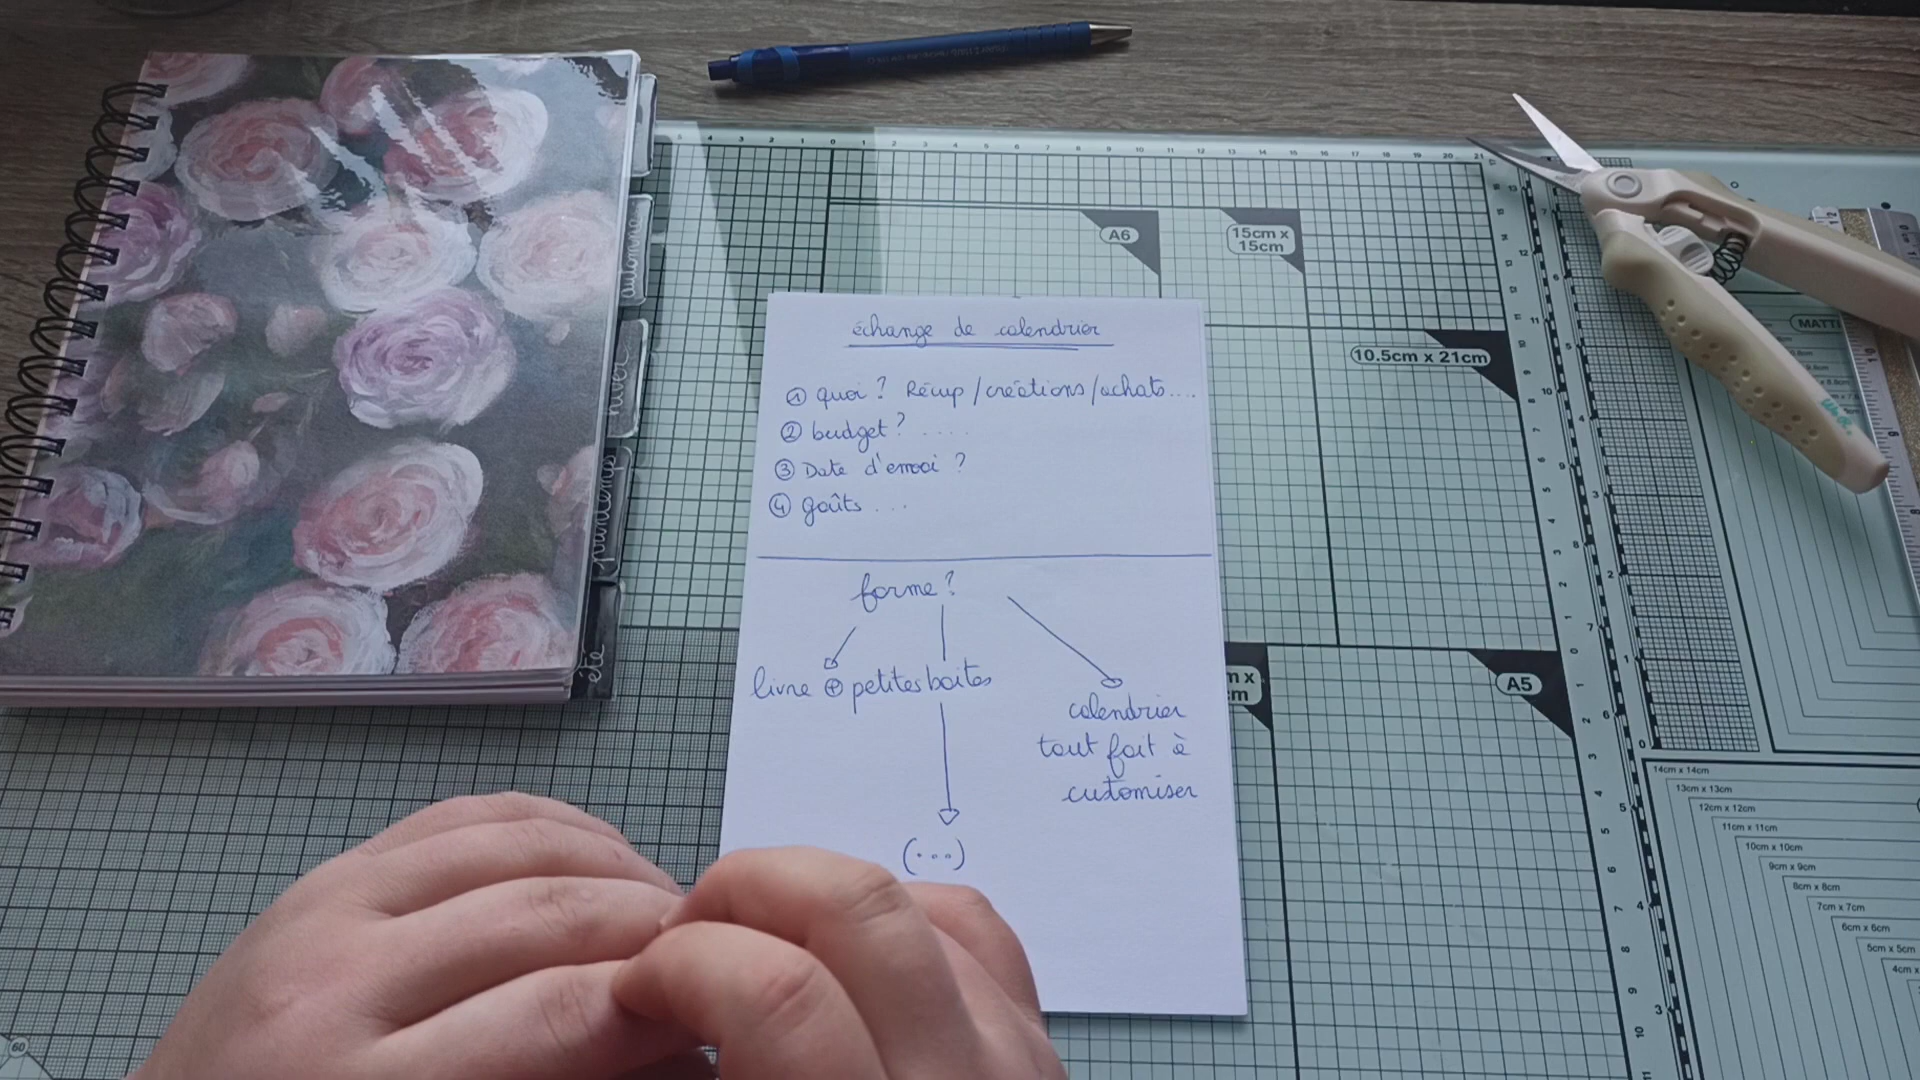 échange de calendrier
① quoi ? Récup / créations / achats ....
② budget ? ....
③ Date d'envoi ?
④ goûts ...
forme ?
livre ⊕ petites boites
calendrier
tout fait à
customiser
(...)
automne
hiver
printemps
été
A6
15cm x
15cm
10.5cm x 21cm
A5
MATTI
14cm x 14cm
13cm x 13cm
12cm x 12cm
11cm x 11cm
10cm x 10cm
9cm x 9cm
8cm x 8cm
7cm x 7cm
6cm x 6cm
5cm x 5cm
4cm x
60